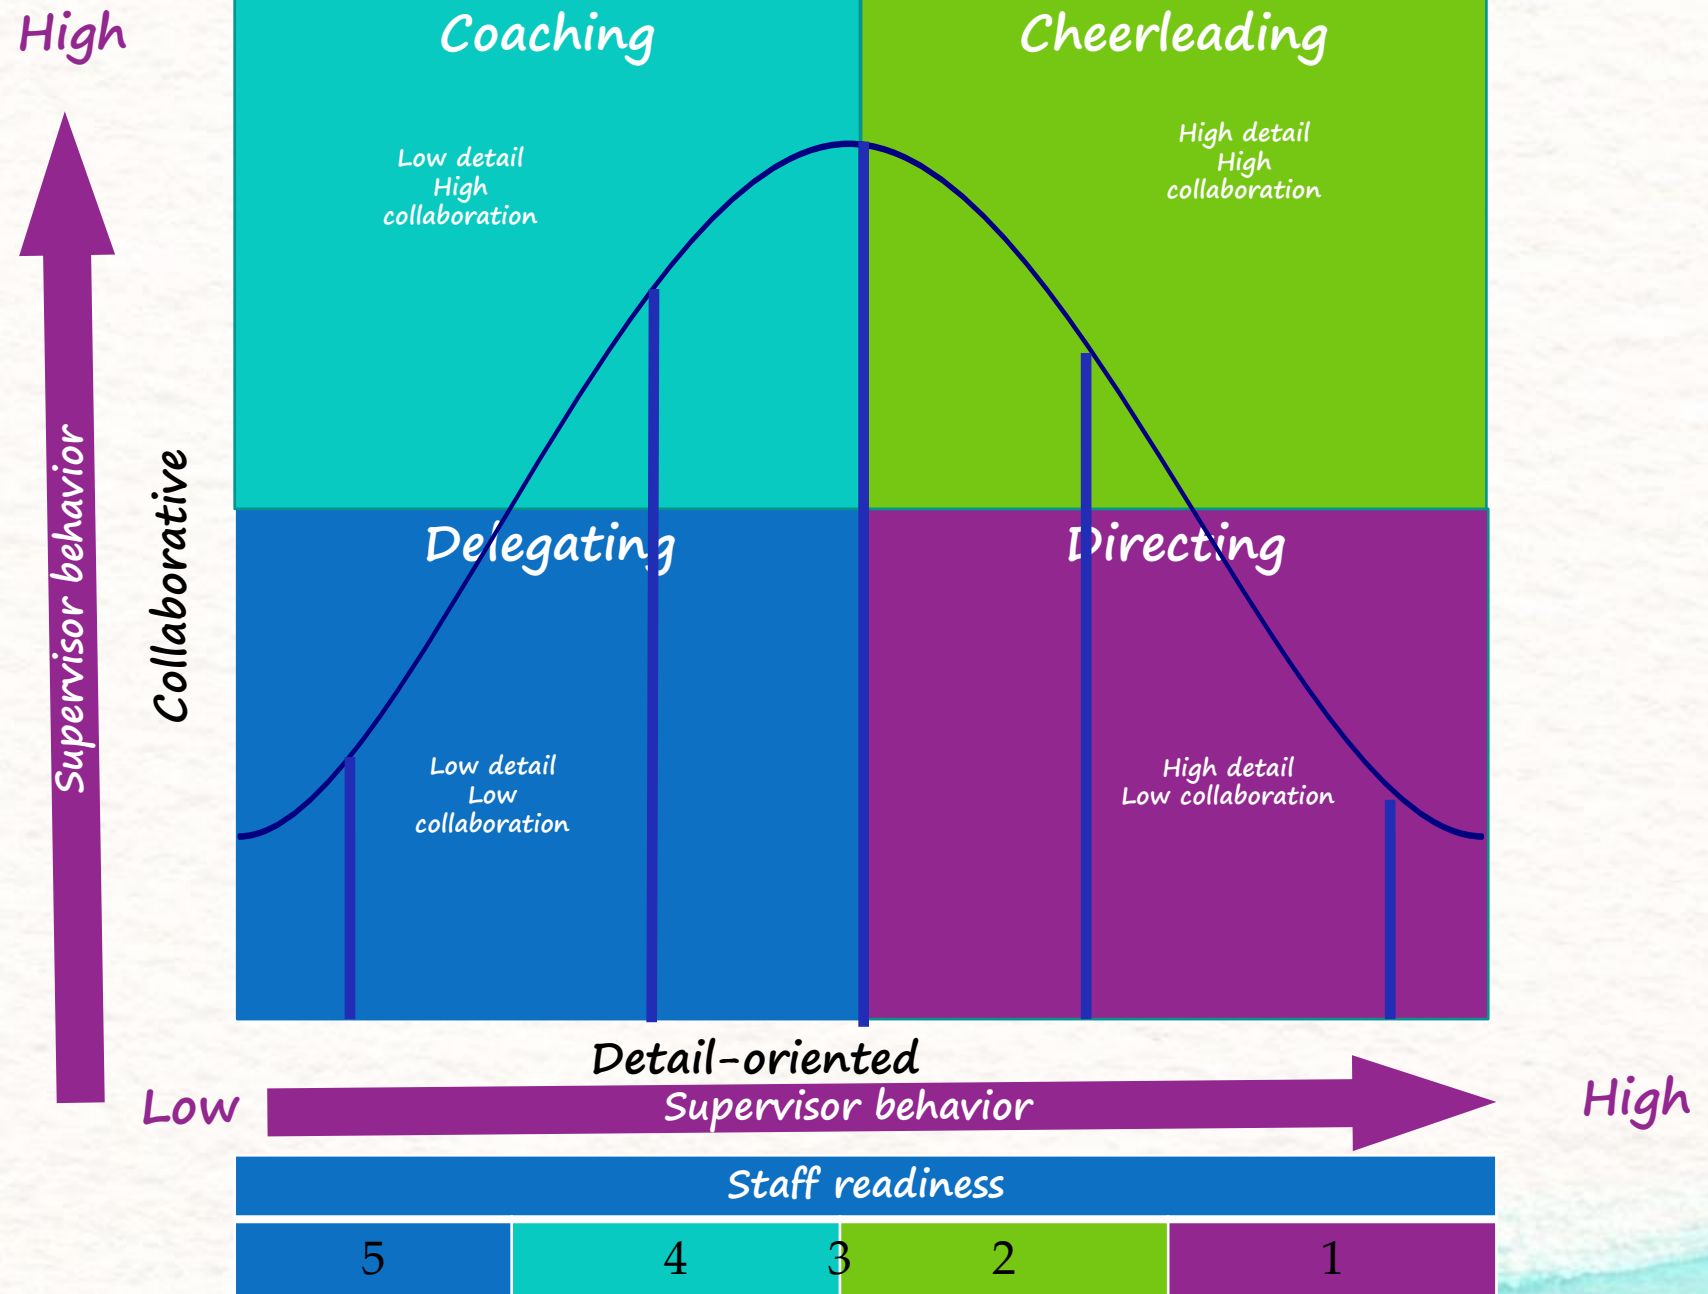 High
Coaching
Cheerleading
Low detail
High
collaboration
High detail
High
collaboration
Supervisor behavior
Collaborative
Delegating
Directing
Low detail
Low
collaboration
High detail
Low collaboration
Detail-oriented
Low
Supervisor behavior
High
Staff readiness
5
4
3
2
1